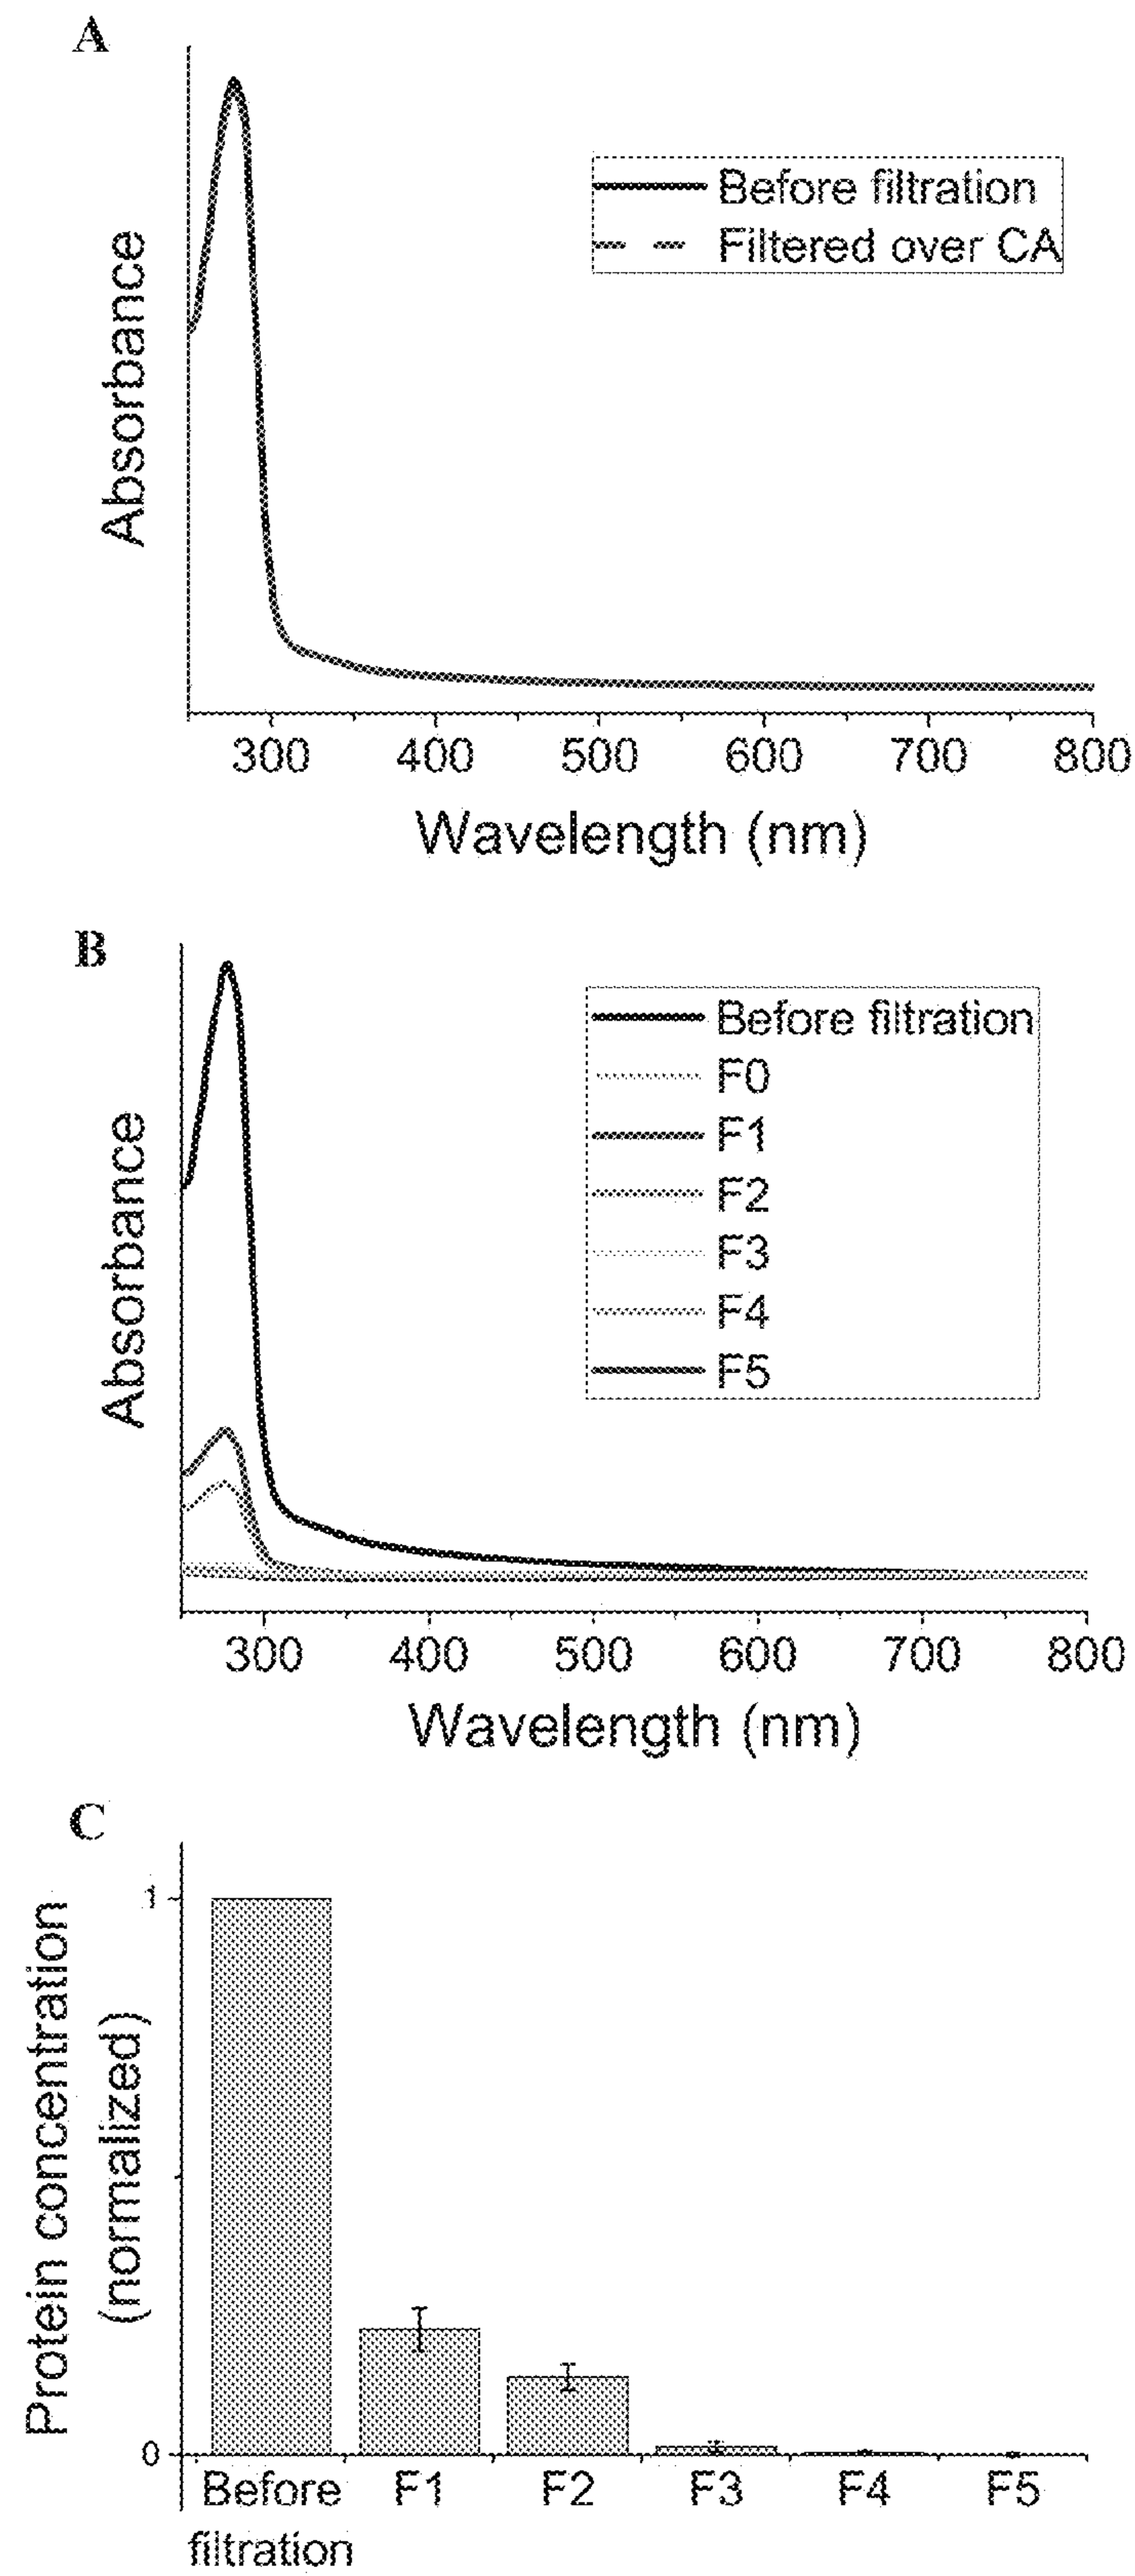 A
Absorbance
Before filtration
Filtered over CA
300 400 500 600 700 800
Wavelength (nm)
B
Absorbance
Before filtration
F0
F1
F2
F3
F4
F5
300 400 500 600 700 800
Wavelength (nm)
C
Protein concentration
(normalized)
1
0
Before F1 F2 F3 F4 F5
filtration